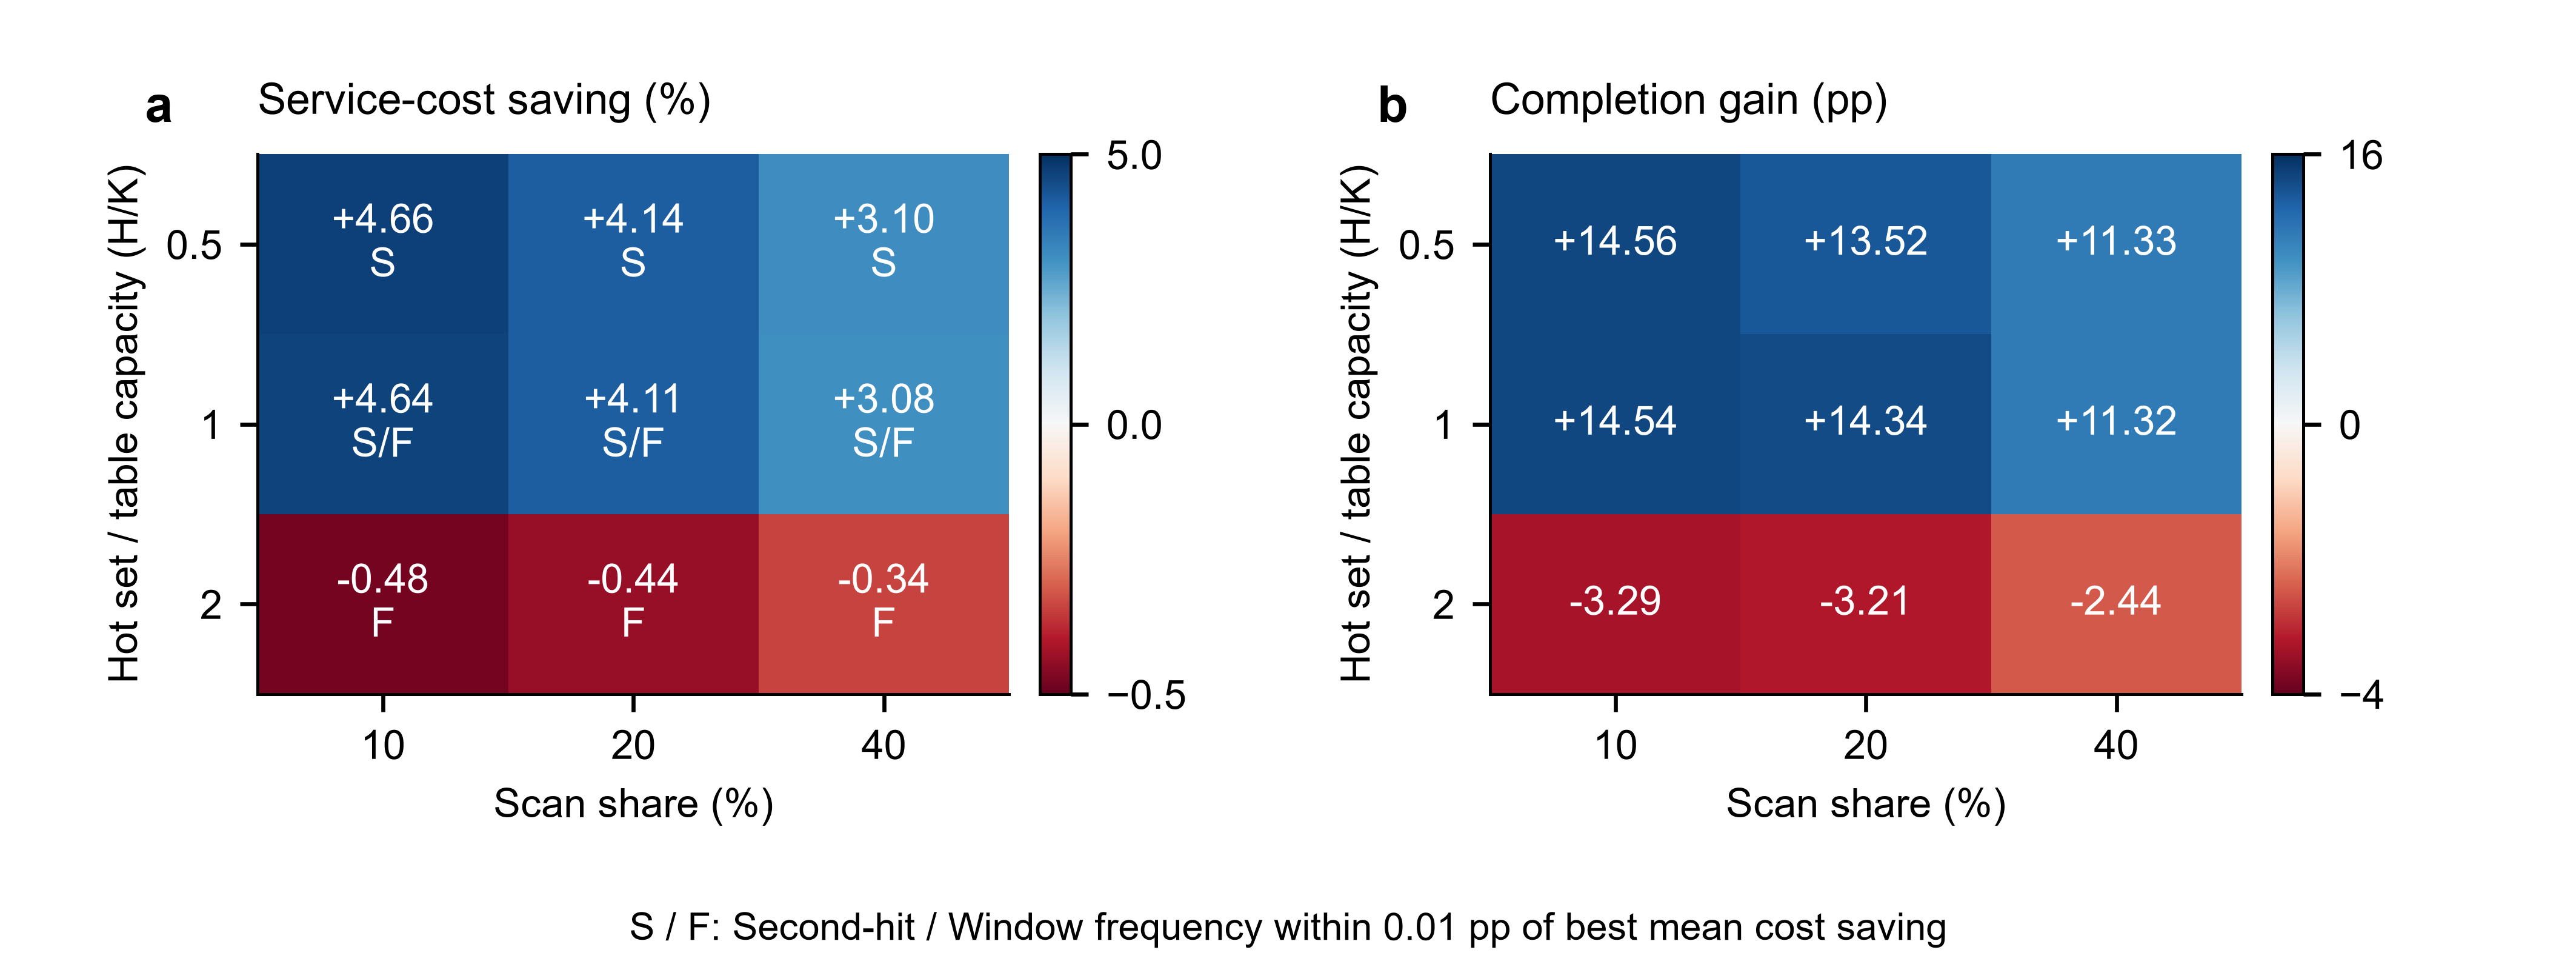 a
Service-cost saving (%)
Hot set / table capacity (H/K)
0.5
1
2
+4.66
S
+4.14
S
+3.10
S
+4.64
S/F
+4.11
S/F
+3.08
S/F
-0.48
F
-0.44
F
-0.34
F
10
20
40
Scan share (%)
5.0
0.0
−0.5
b
Completion gain (pp)
Hot set / table capacity (H/K)
0.5
1
2
+14.56
+13.52
+11.33
+14.54
+14.34
+11.32
-3.29
-3.21
-2.44
10
20
40
Scan share (%)
16
0
−4
S / F: Second-hit / Window frequency within 0.01 pp of best mean cost saving